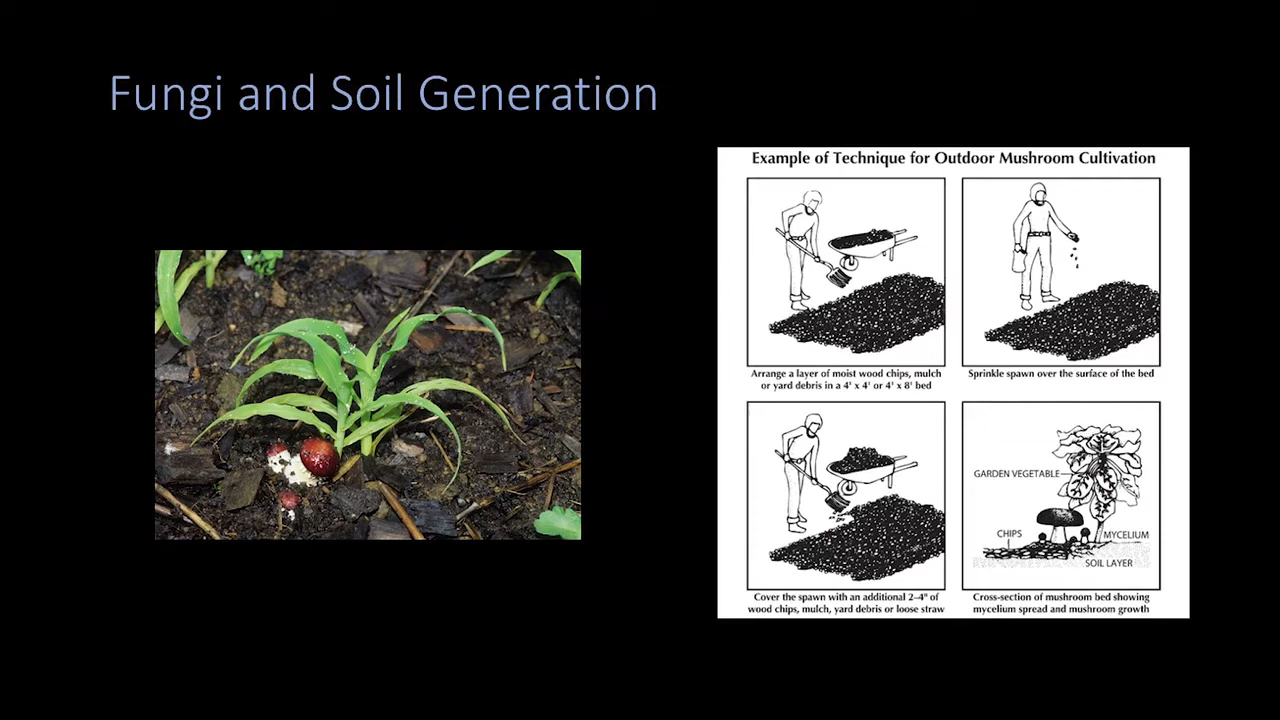 Fungi and Soil Generation
Example of Technique for Outdoor Mushroom Cultivation
Arrange a layer of moist wood chips, mulch
or yard debris in a 4' x 4' or 4' x 8' bed
Sprinkle spawn over the surface of the bed
Cover the spawn with an additional 2–4" of
wood chips, mulch, yard debris or loose straw
GARDEN VEGETABLE
CHIPS
MYCELIUM
SOIL LAYER
Cross-section of mushroom bed showing
mycelium spread and mushroom growth